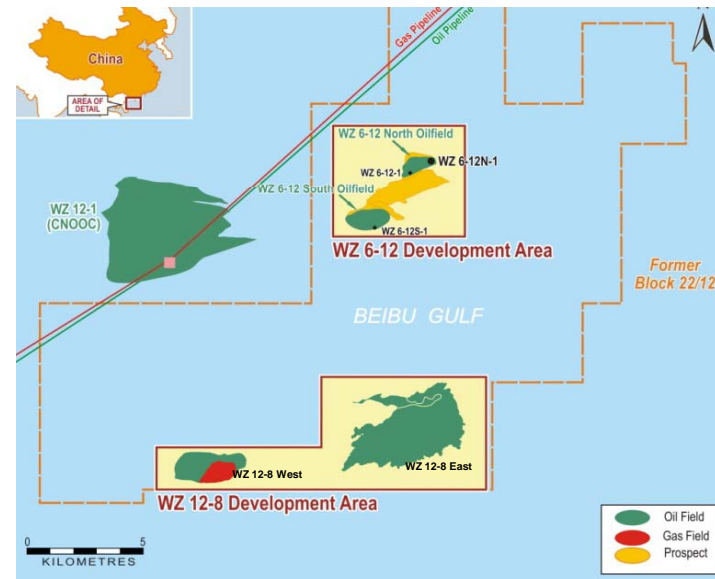 China
AREA OF
DETAIL
Gas Pipeline
Oil Pipeline
WZ 6-12 North Oilfield
WZ 6-12N-1
WZ 6-12-1
WZ 6-12 South Oilfield
WZ 6-12S-1
WZ 6-12 Development Area
WZ 12-1
(CNOOC)
Former
Block 22/12
BEIBU GULF
WZ 12-8 West
WZ 12-8 East
WZ 12-8 Development Area
0
5
KILOMETRES
Oil Field
Gas Field
Prospect